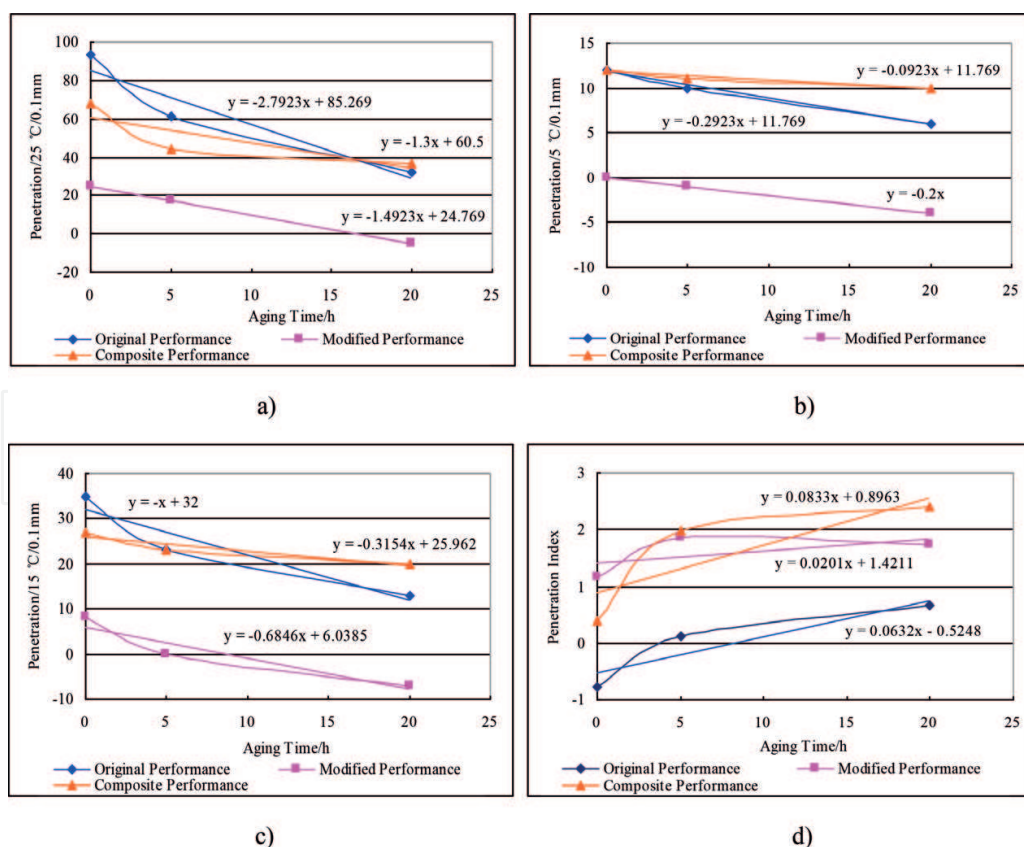 100
80
60
40
20
0
-20
Penetration/25 ℃/0.1mm
y = -2.7923x + 85.269
y = -1.3x + 60.5
y = -1.4923x + 24.769
0 5 10 15 20 25
Aging Time/h
Original Performance Modified Performance
Composite Performance
a)
15
10
5
0
-5
-10
Penetration/5 ℃/0.1mm
y = -0.0923x + 11.769
y = -0.2923x + 11.769
y = -0.2x
0 5 10 15 20 25
Aging Time/h
Original Performance Modified Performance
Composite Performance
b)
40
30
20
10
0
-10
Penetration/15 ℃/0.1mm
y = -x + 32
y = -0.3154x + 25.962
y = -0.6846x + 6.0385
0 5 10 15 20 25
Aging Time/h
Original Performance Modified Performance
Composite Performance
c)
3
2
1
0
-1
Penetration Index
y = 0.0833x + 0.8963
y = 0.0201x + 1.4211
y = 0.0632x - 0.5248
0 5 10 15 20 25
Aging Time/h
Original Performance Modified Performance
Composite Performance
d)